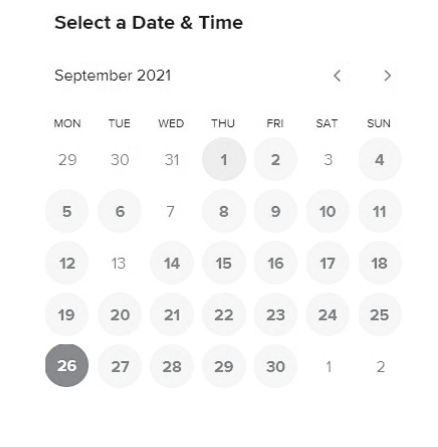 Select a Date & Time
September 2021
MON TUE WED THU FRI SAT SUN
29 30 31 1 2 3 4
5 6 7 8 9 10 11
12 13 14 15 16 17 18
19 20 21 22 23 24 25
26 27 28 29 30 1 2